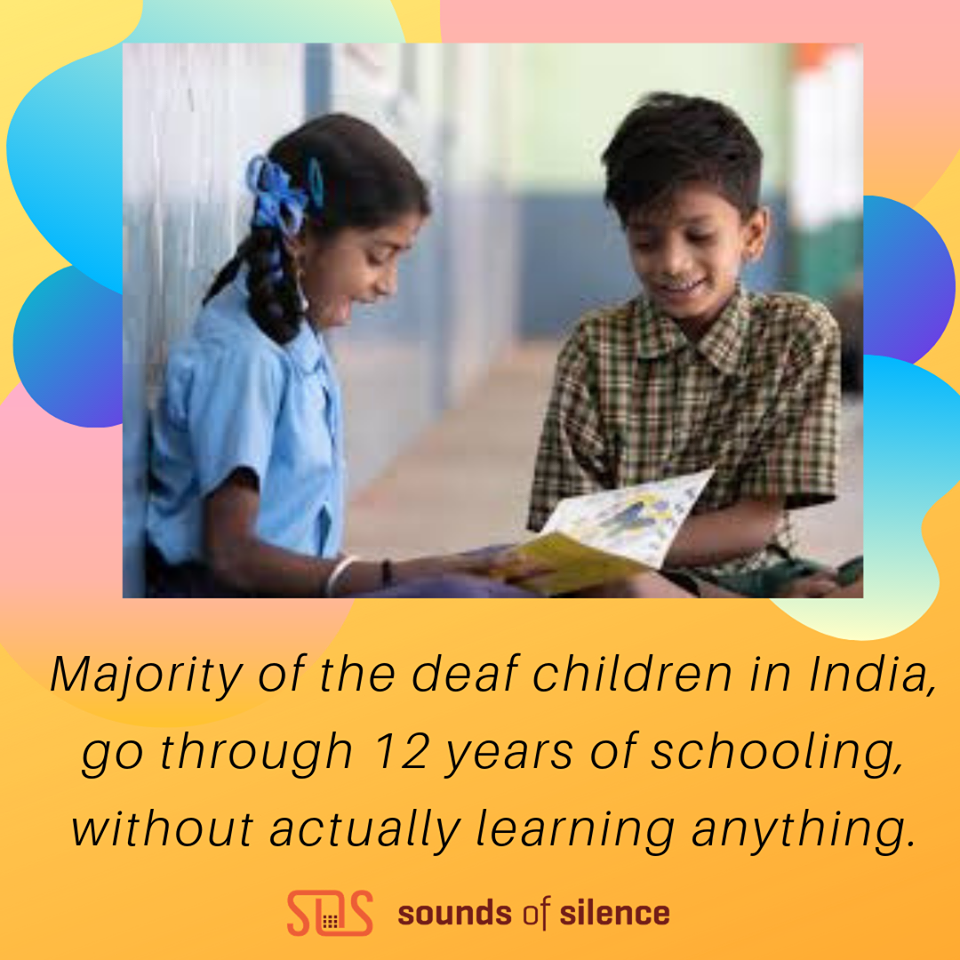 Majority of the deaf children in India,
go through 12 years of schooling,
without actually learning anything.
SOS sounds of silence